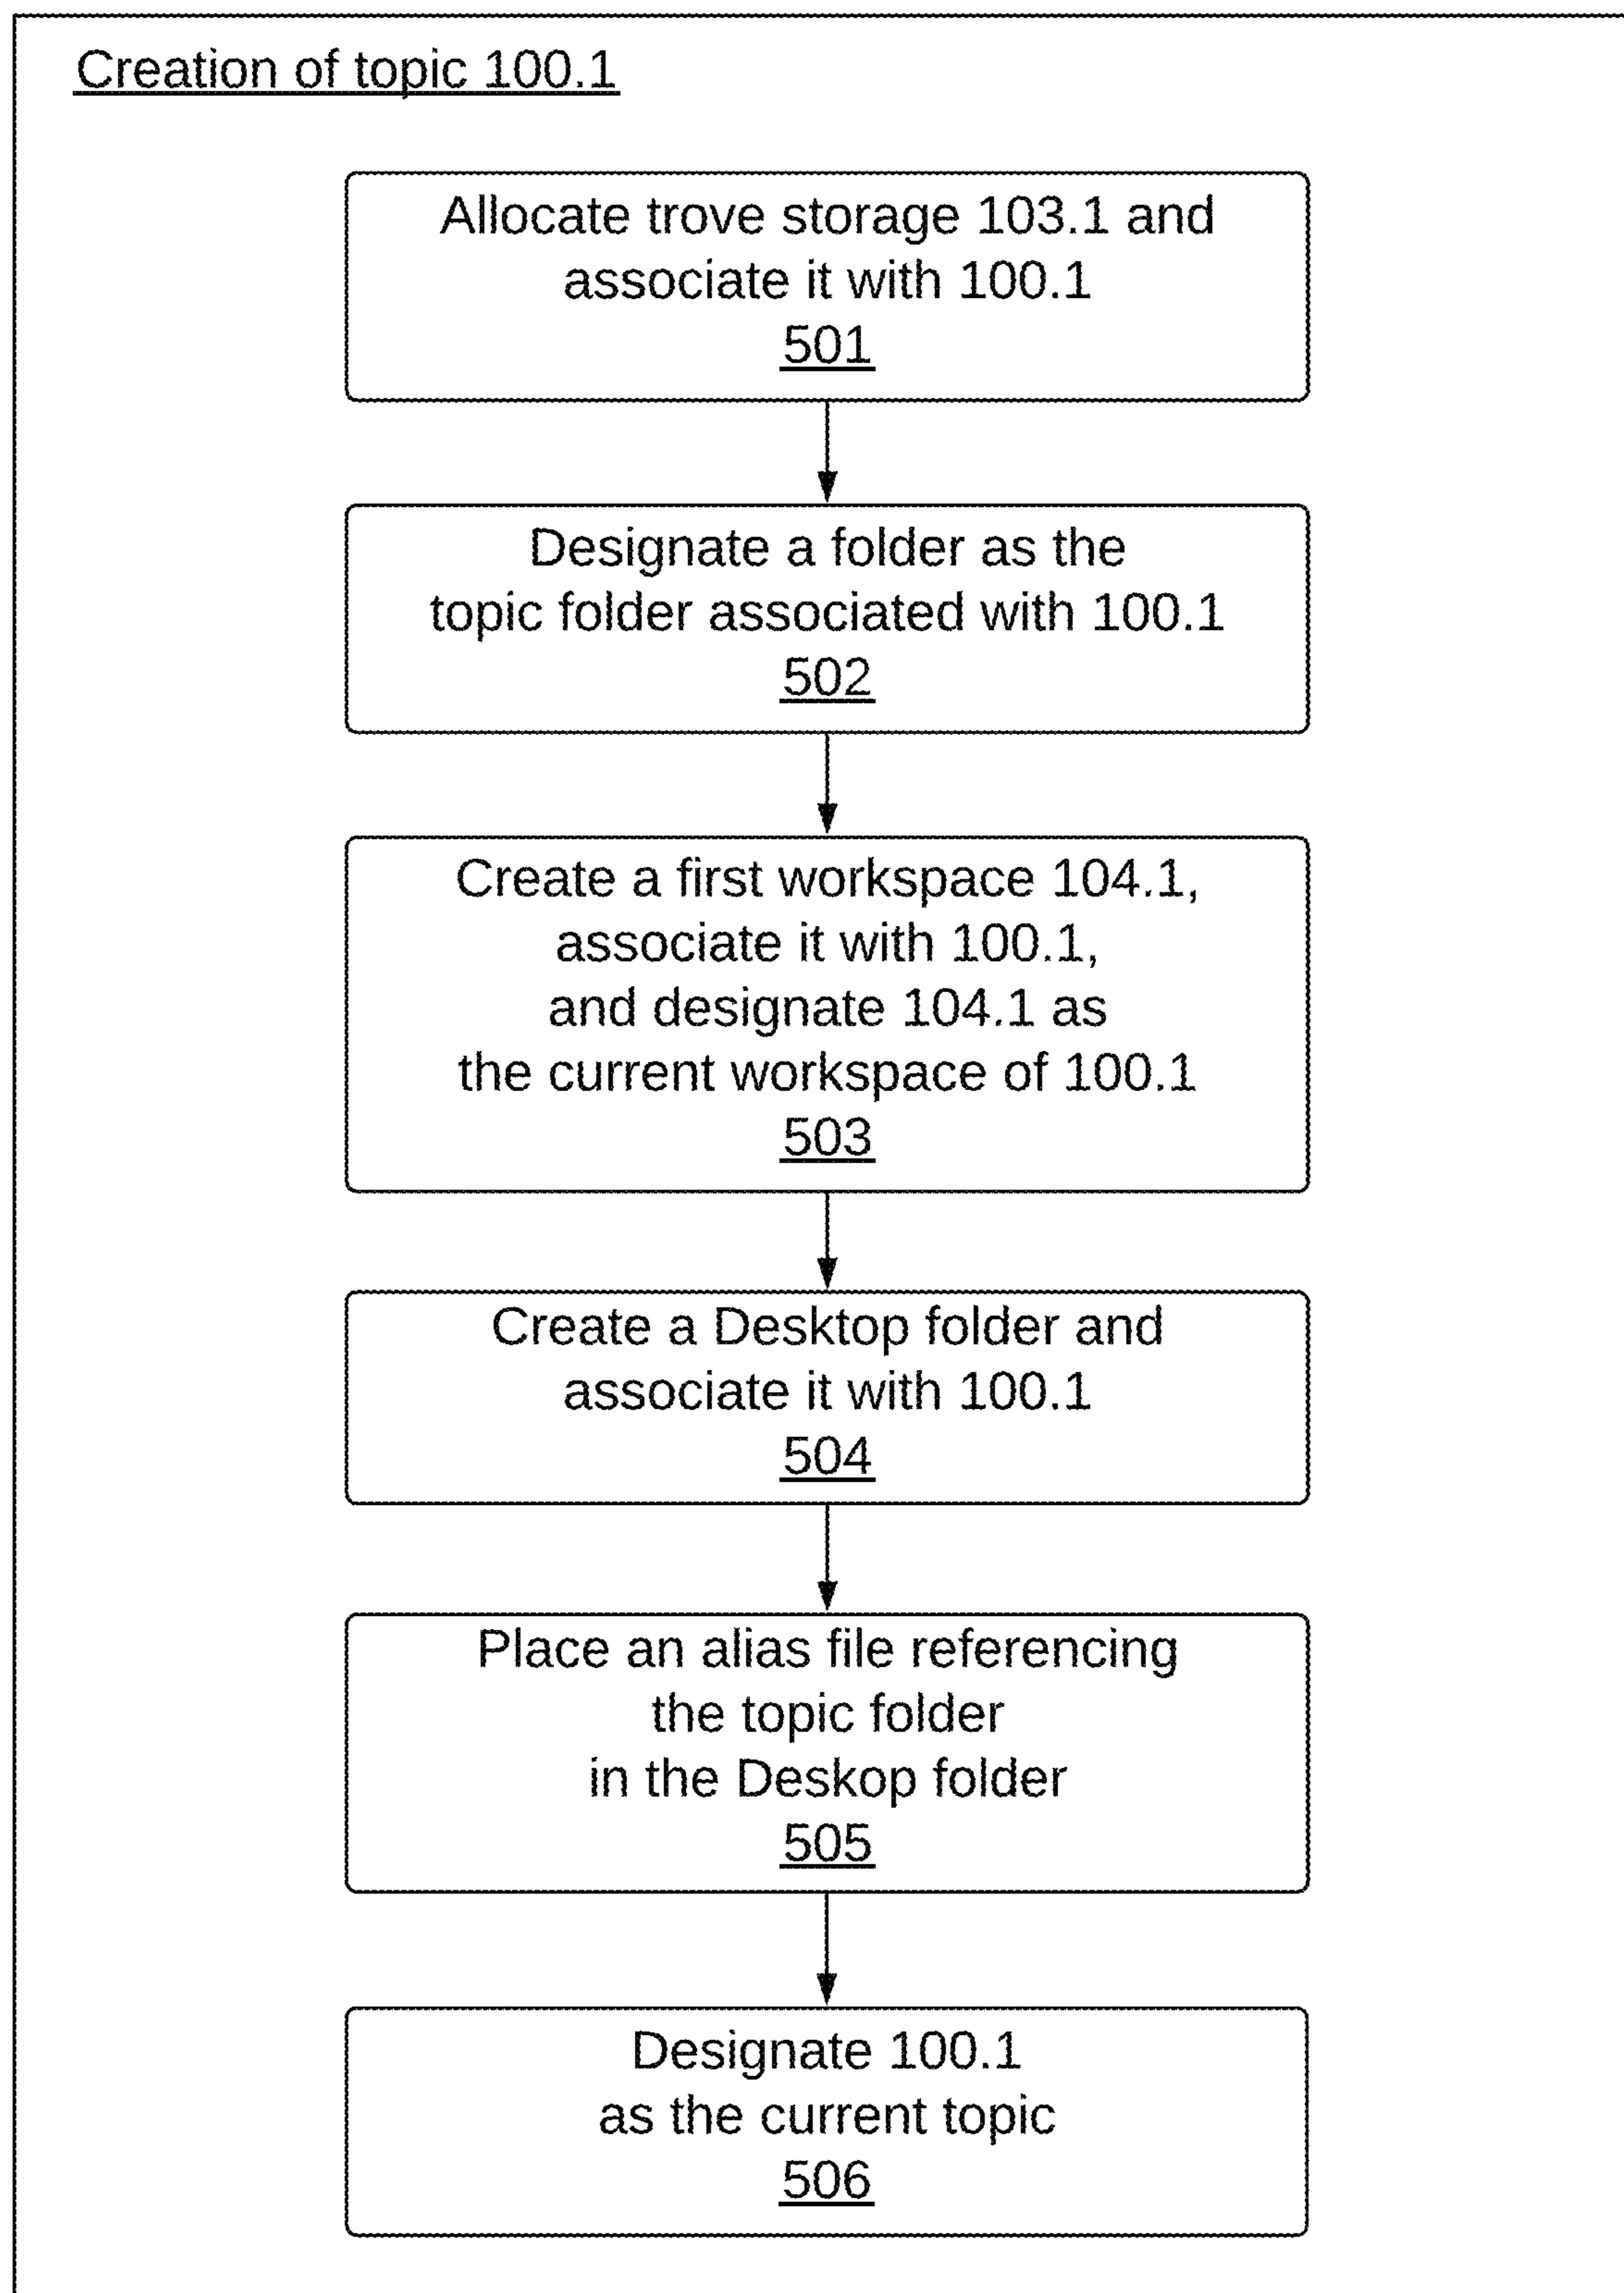 Creation of topic 100.1
Allocate trove storage 103.1 and
associate it with 100.1
501
Designate a folder as the
topic folder associated with 100.1
502
Create a first workspace 104.1,
associate it with 100.1,
and designate 104.1 as
the current workspace of 100.1
503
Create a Desktop folder and
associate it with 100.1
504
Place an alias file referencing
the topic folder
in the Deskop folder
505
Designate 100.1
as the current topic
506